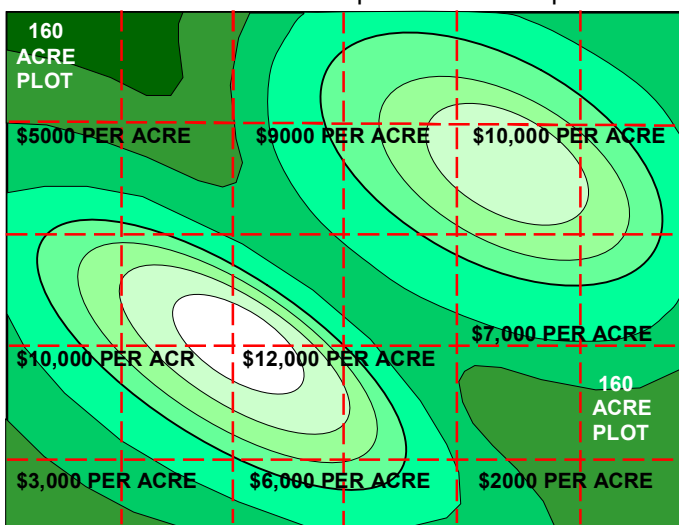 160
ACRE
PLOT
$5000 PER ACRE
$9000 PER ACRE
$10,000 PER ACRE
$7,000 PER ACRE
$10,000 PER ACR
$12,000 PER ACRE
160
ACRE
PLOT
$3,000 PER ACRE
$6,000 PER ACRE
$2000 PER ACRE